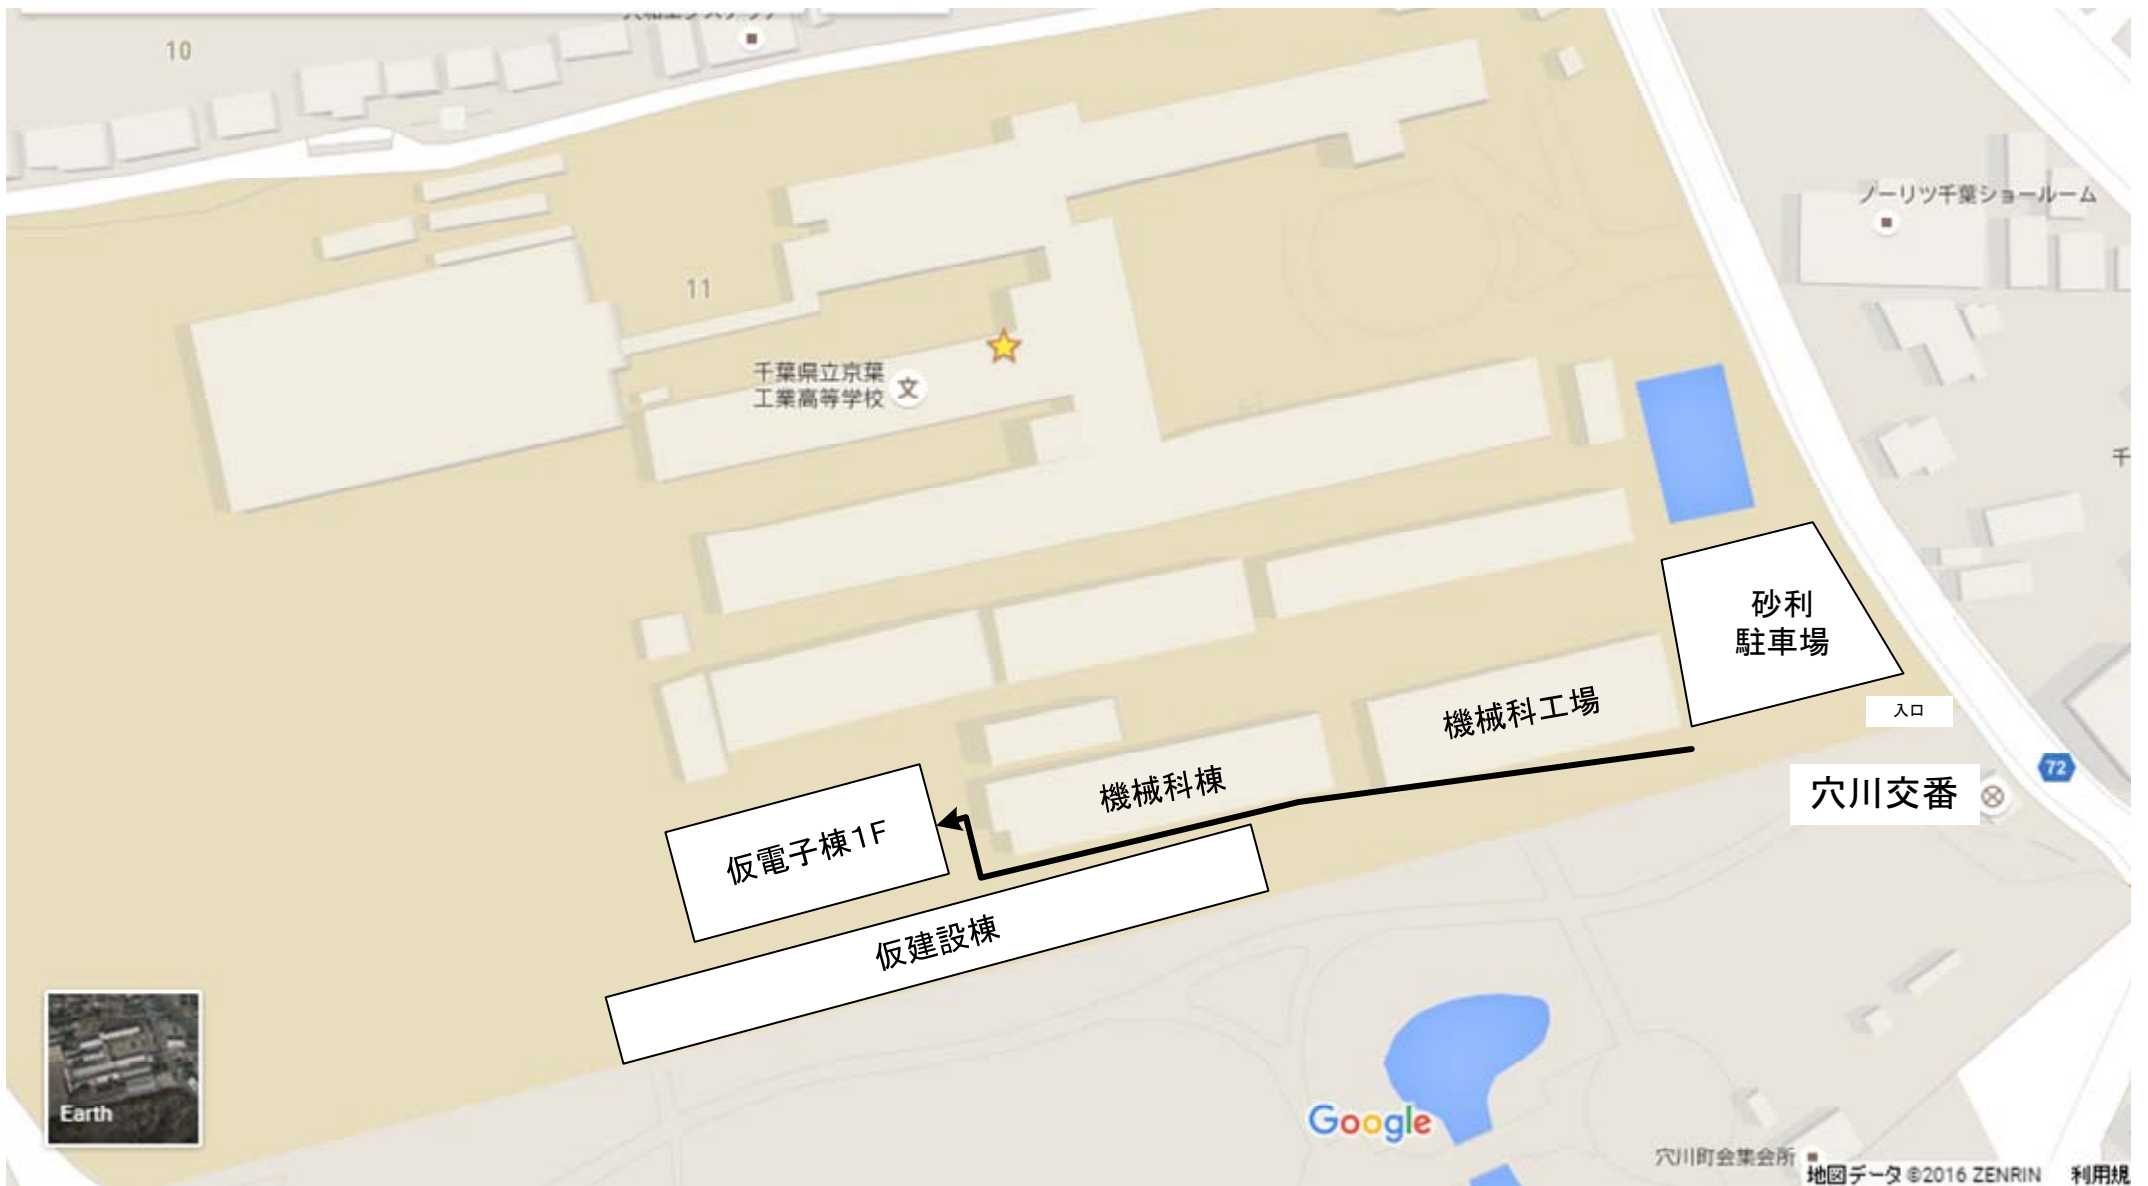 10
ノーリツ千葉ショールーム
11
千葉県立京葉
工業高等学校
文
千
砂利
駐車場
機械科工場
入口
機械科棟
72
穴川交番
仮電子棟1F
仮建設棟
Earth
Google
穴川町会集会所
地図データ ©2016 ZENRIN 利用規